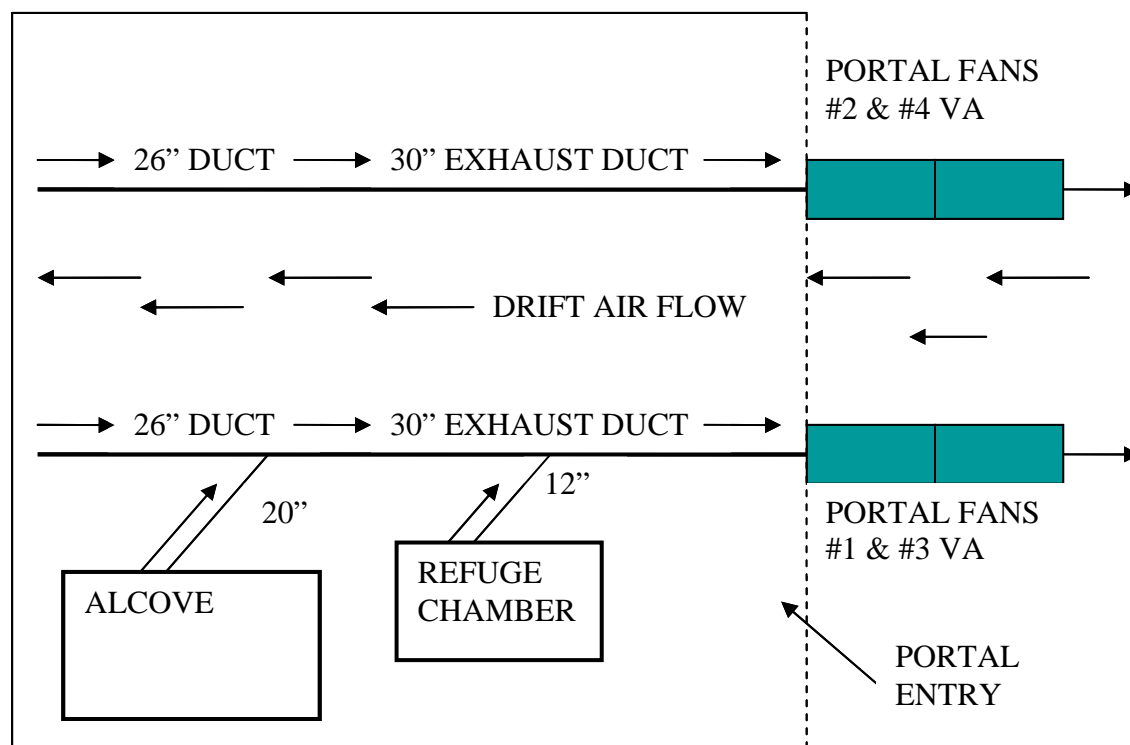 PORTAL FANS
#2 & #4 VA
26” DUCT
30” EXHAUST DUCT
DRIFT AIR FLOW
26” DUCT
30” EXHAUST DUCT
20”
12”
PORTAL FANS
#1 & #3 VA
ALCOVE
REFUGE
CHAMBER
PORTAL
ENTRY